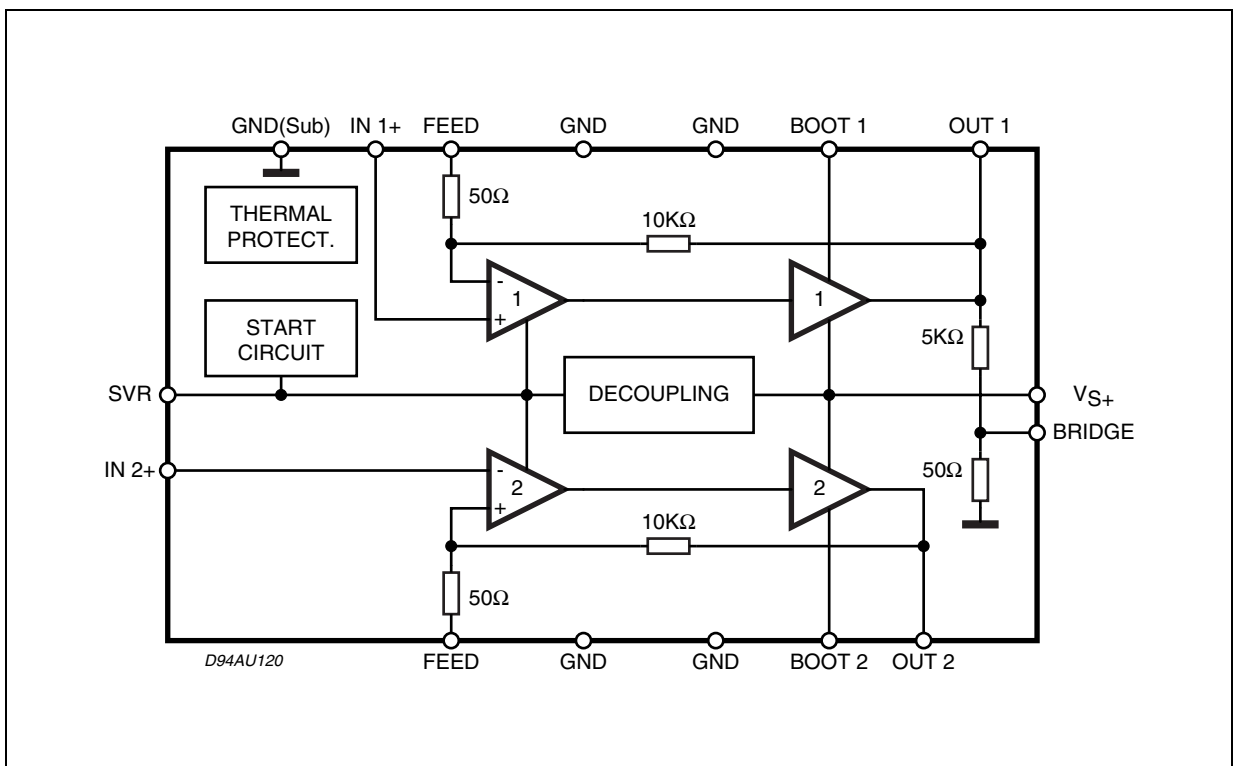 GND(Sub) IN 1+ FEED GND GND BOOT 1 OUT 1
50Ω
10KΩ
THERMAL
PROTECT.
-
1
+
1
START
CIRCUIT
5KΩ
SVR
DECOUPLING
VS+
BRIDGE
IN 2+
-
2
+
2
50Ω
10KΩ
50Ω
D94AU120
FEED GND GND BOOT 2 OUT 2